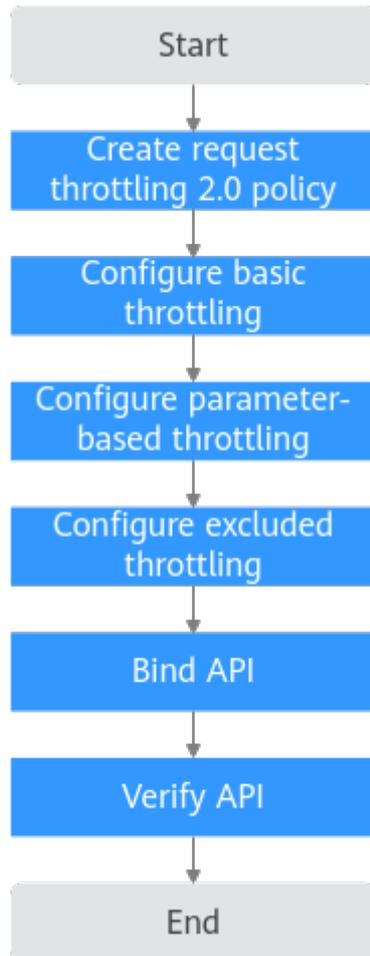 Start
Create request
throttling 2.0 policy
Configure basic
throttling
Configure parameter-
based throttling
Configure excluded
throttling
Bind API
Verify API
End